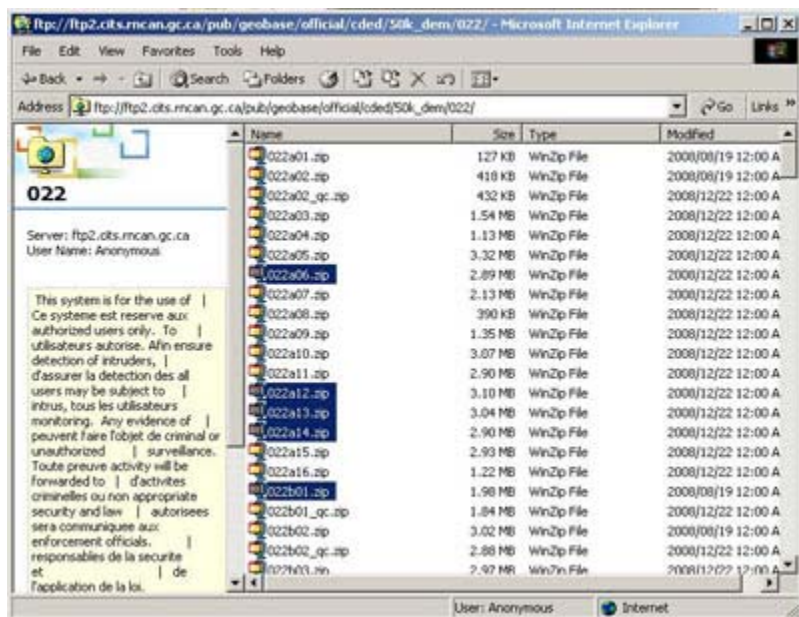 ftp://ftp2.cits.rncan.gc.ca/pub/geobase/official/cded/50k_dem/022/ - Microsoft Internet Explorer
File Edit View Favorites Tools Help
Back Search Folders
Address ftp://ftp2.cits.rncan.gc.ca/pub/geobase/official/cded/50k_dem/022/ Go Links »
022
Server: ftp2.cits.rncan.gc.ca
User Name: Anonymous
This system is for the use of |
Ce systeme est reserve aux
authorized users only. To |
utilisateurs autorise. Afin ensure
detection of intruders, |
d'assurer la detection des all
users may be subject to |
intrus, tous les utilisateurs
monitoring. Any evidence of |
peuvent faire l'objet de criminal or
unauthorized | surveillance.
Toute preuve activity will be
forwarded to | d'activites
criminelles ou non appropriate
security and law | autorisees
sera communiquee aux
enforcement officials. |
responsables de la securite
et | de
l'application de la loi.
Name Size Type Modified
022a01.zip 127 KB WinZip File 2008/08/19 12:00 A
022a02.zip 418 KB WinZip File 2008/08/19 12:00 A
022a02_qc.zip 432 KB WinZip File 2008/12/22 12:00 A
022a03.zip 1.54 MB WinZip File 2008/12/22 12:00 A
022a04.zip 1.13 MB WinZip File 2008/12/22 12:00 A
022a05.zip 3.32 MB WinZip File 2008/12/22 12:00 A
022a06.zip 2.89 MB WinZip File 2008/12/22 12:00 A
022a07.zip 2.13 MB WinZip File 2008/12/22 12:00 A
022a08.zip 390 KB WinZip File 2008/12/22 12:00 A
022a09.zip 1.35 MB WinZip File 2008/12/22 12:00 A
022a10.zip 3.07 MB WinZip File 2008/12/22 12:00 A
022a11.zip 2.90 MB WinZip File 2008/12/22 12:00 A
022a12.zip 3.10 MB WinZip File 2008/12/22 12:00 A
022a13.zip 3.04 MB WinZip File 2008/12/22 12:00 A
022a14.zip 2.90 MB WinZip File 2008/12/22 12:00 A
022a15.zip 2.93 MB WinZip File 2008/12/22 12:00 A
022a16.zip 1.22 MB WinZip File 2008/12/22 12:00 A
022b01.zip 1.98 MB WinZip File 2008/08/19 12:00 A
022b01_qc.zip 1.84 MB WinZip File 2008/12/22 12:00 A
022b02.zip 3.02 MB WinZip File 2008/08/19 12:00 A
022b02_qc.zip 2.88 MB WinZip File 2008/12/22 12:00 A
022b03.zip 2.97 MB WinZip File 2008/12/22 12:00 A
User: Anonymous Internet